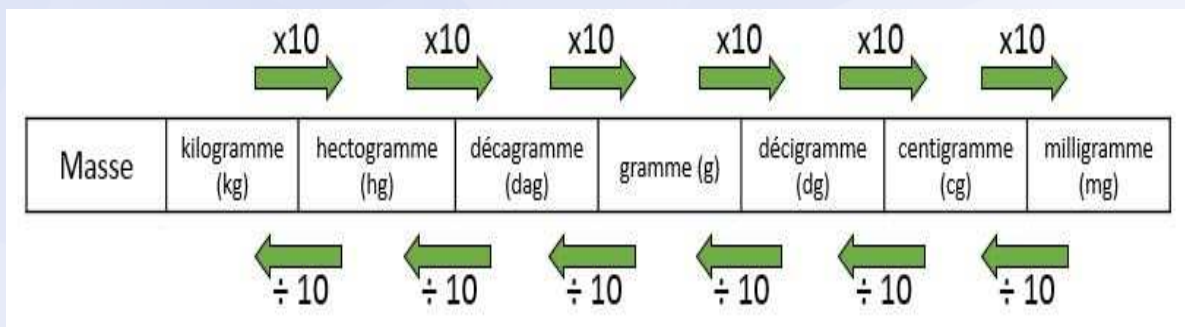 x10 x10 x10 x10 x10 x10
Masse kilogramme (kg) hectogramme (hg) décagramme (dag) gramme (g) décigramme (dg) centigramme (cg) milligramme (mg)
÷ 10 ÷ 10 ÷ 10 ÷ 10 ÷ 10 ÷ 10